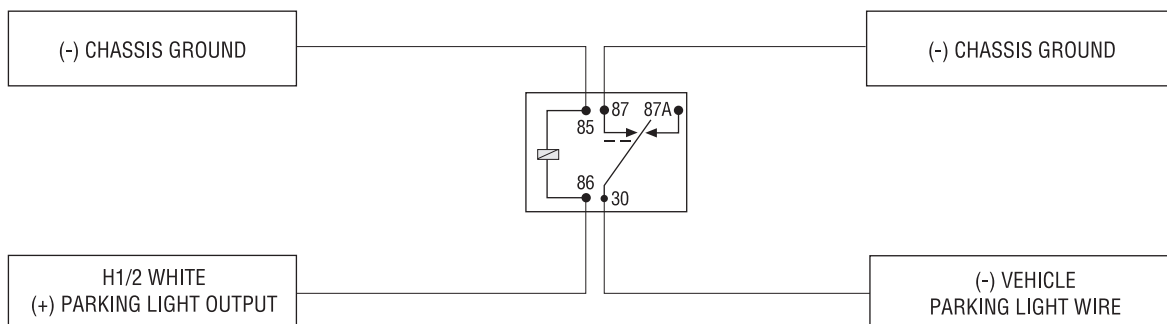 (-) CHASSIS GROUND
(-) CHASSIS GROUND
87
87A
85
86
30
H1/2 WHITE
(+) PARKING LIGHT OUTPUT
(-) VEHICLE
PARKING LIGHT WIRE